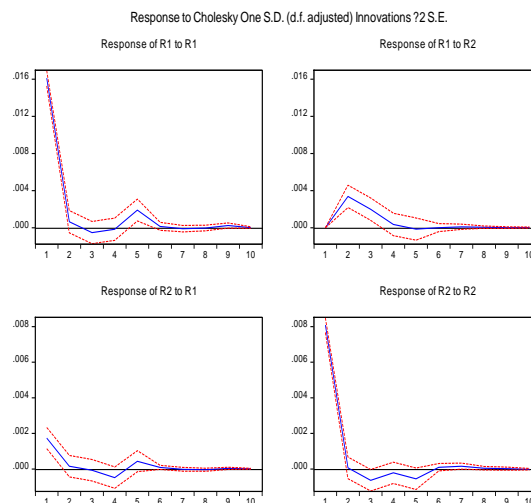 Response to Cholesky One S.D. (d.f. adjusted) Innovations ?2 S.E.
Response of R1 to R1
Response of R1 to R2
.016
.012
.008
.004
.000
1 2 3 4 5 6 7 8 9 10
.016
.012
.008
.004
.000
1 2 3 4 5 6 7 8 9 10
Response of R2 to R1
Response of R2 to R2
.008
.006
.004
.002
.000
1 2 3 4 5 6 7 8 9 10
.008
.006
.004
.002
.000
1 2 3 4 5 6 7 8 9 10